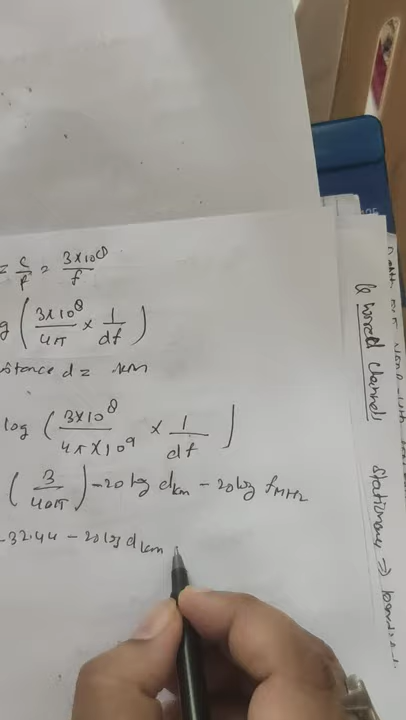 = c/f = 3×10⁸/f
g (3×10⁸/4π × 1/df)
stance d = km
log (3×10⁸/4π×10⁹ × 1/df)
(3/40π) - 20 log d_km - 20 log f_MHz
-32.44 - 20 log d_km
wired channel stationary ⇒